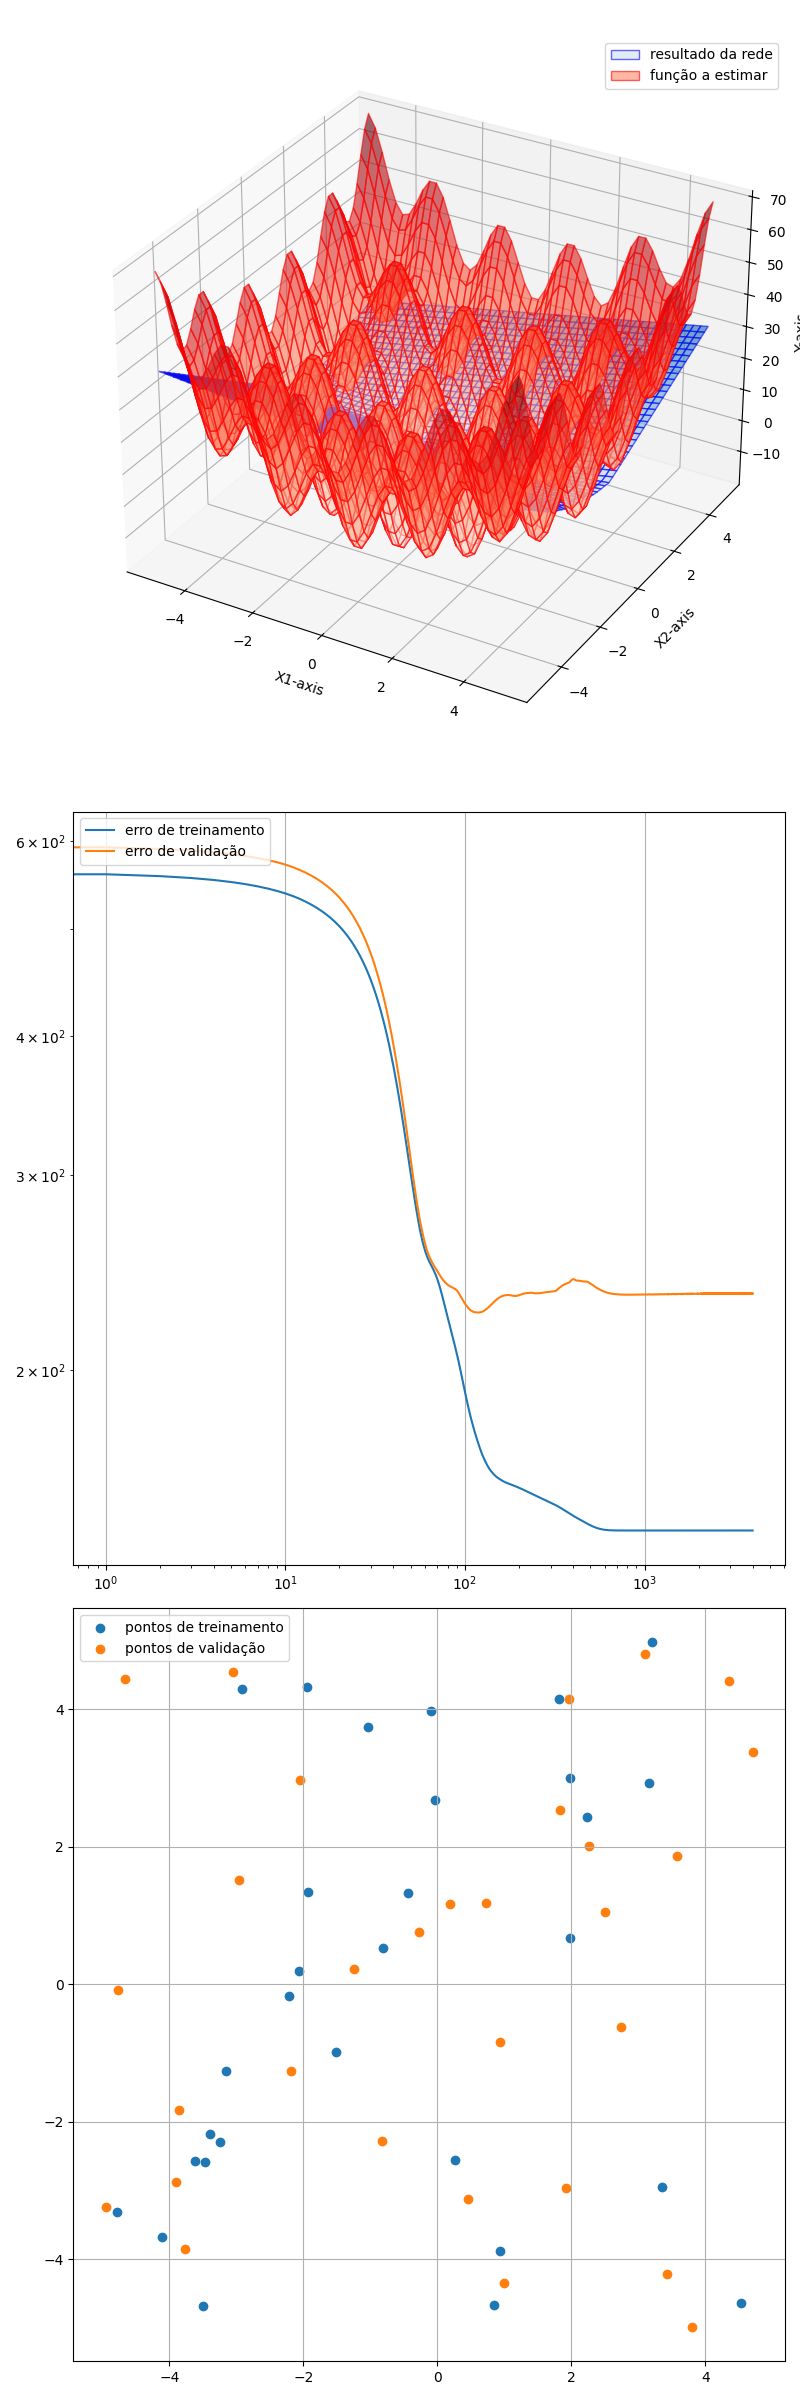 resultado da rede
função a estimar
70
60
50
40
30
20
10
0
−10
−4
−2
0
2
4
X1-axis
−4
−2
0
2
4
X2-axis
erro de treinamento
erro de validação
6 × 10²
4 × 10²
3 × 10²
2 × 10²
10⁰
10¹
10²
10³
pontos de treinamento
pontos de validação
4
2
0
−2
−4
−4
−2
0
2
4